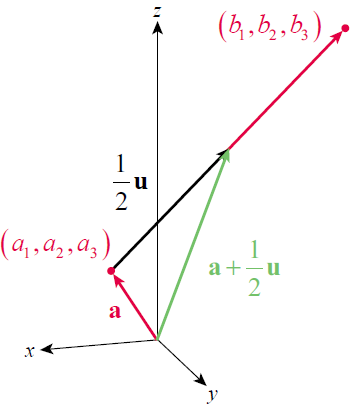 z
(b₁, b₂, b₃)
1/2 u
(a₁, a₂, a₃)
a + 1/2 u
a
x
y